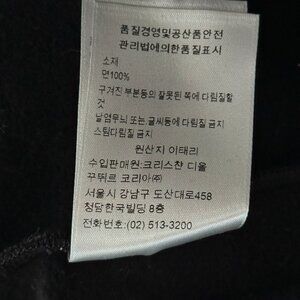 품질경영및공산품안전
관리법에의한품질표시
소재
면100%
구겨진 부분동의 잘못된 쪽에 다림질할
것
날염무늬 또는 글씨동에 다림질 금지
스팀다림질 금지
원산지 이태리
수입판매원:크리스챤 디올
꾸뛰르 코리아㈜
서울시 강남구 도산대로458
청담한국빌딩 8층
전화번호:(02) 513-3200